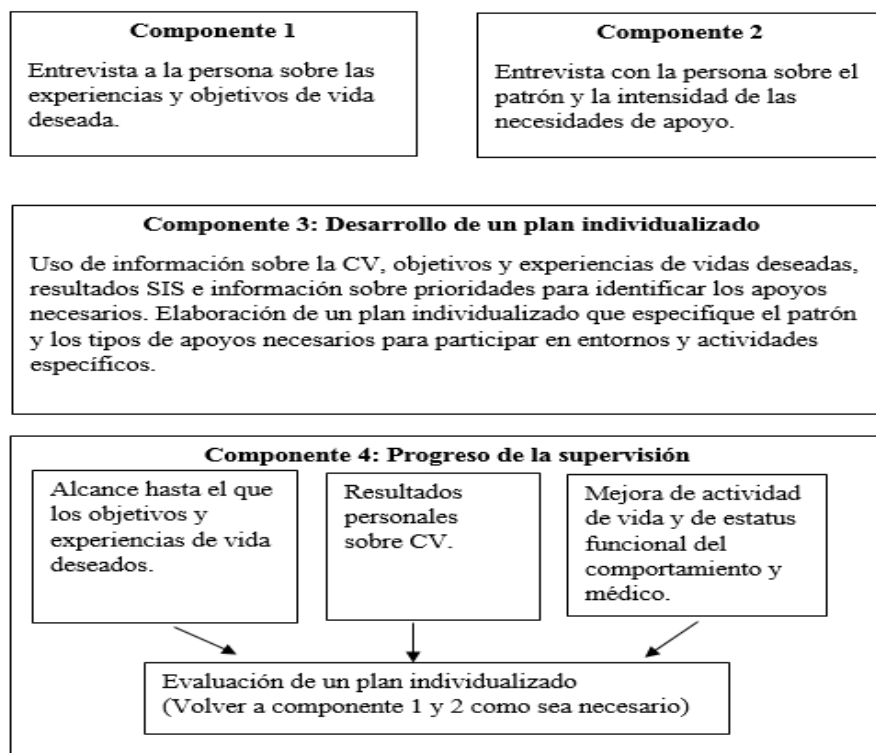 Componente 1
Entrevista a la persona sobre las
experiencias y objetivos de vida
deseada.
Componente 2
Entrevista con la persona sobre el
patrón y la intensidad de las
necesidades de apoyo.
Componente 3: Desarrollo de un plan individualizado
Uso de información sobre la CV, objetivos y experiencias de vidas deseadas,
resultados SIS e información sobre prioridades para identificar los apoyos
necesarios. Elaboración de un plan individualizado que especifique el patrón
y los tipos de apoyos necesarios para participar en entornos y actividades
específicos.
Componente 4: Progreso de la supervisión
Alcance hasta el que
los objetivos y
experiencias de vida
deseados.
Resultados
personales
sobre CV.
Mejora de actividad
de vida y de estatus
funcional del
comportamiento y
médico.
Evaluación de un plan individualizado
(Volver a componente 1 y 2 como sea necesario)